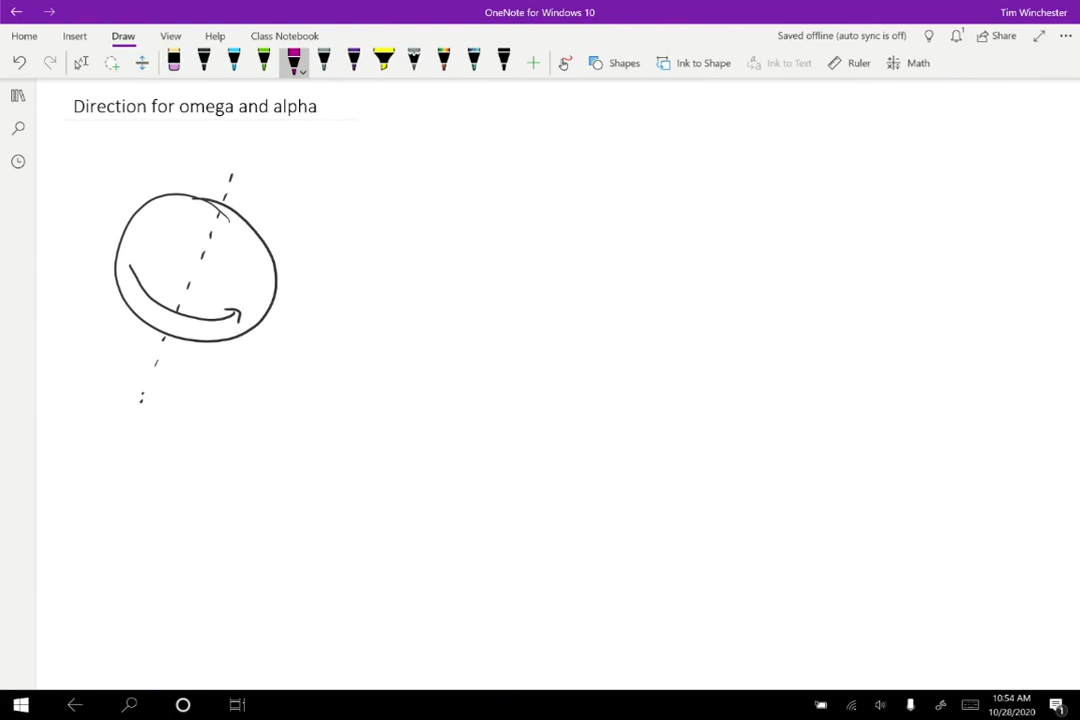 OneNote for Windows 10
Tim Winchester
Home Insert Draw View Help Class Notebook
Saved offline (auto sync is off)
1
Share
Shapes
Ink to Shape
Ink to Text
Ruler
Math
Direction for omega and alpha
10:54 AM
10/28/2020
1